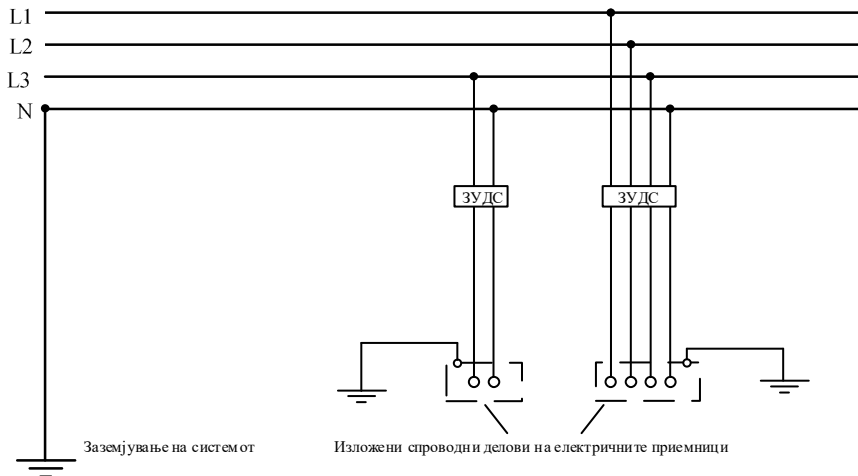 L1
L2
L3
N
ЗУДС
ЗУДС
Заземјување на системот
Изложени спроводни делови на електричните приемници